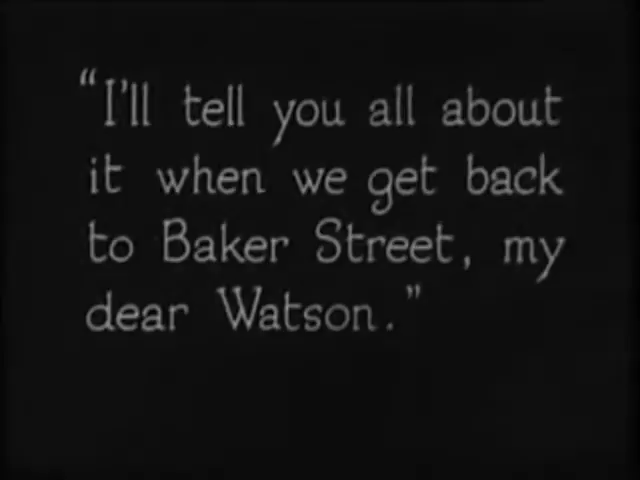 “I'll tell you all about
it when we get back
to Baker Street, my
dear Watson.”